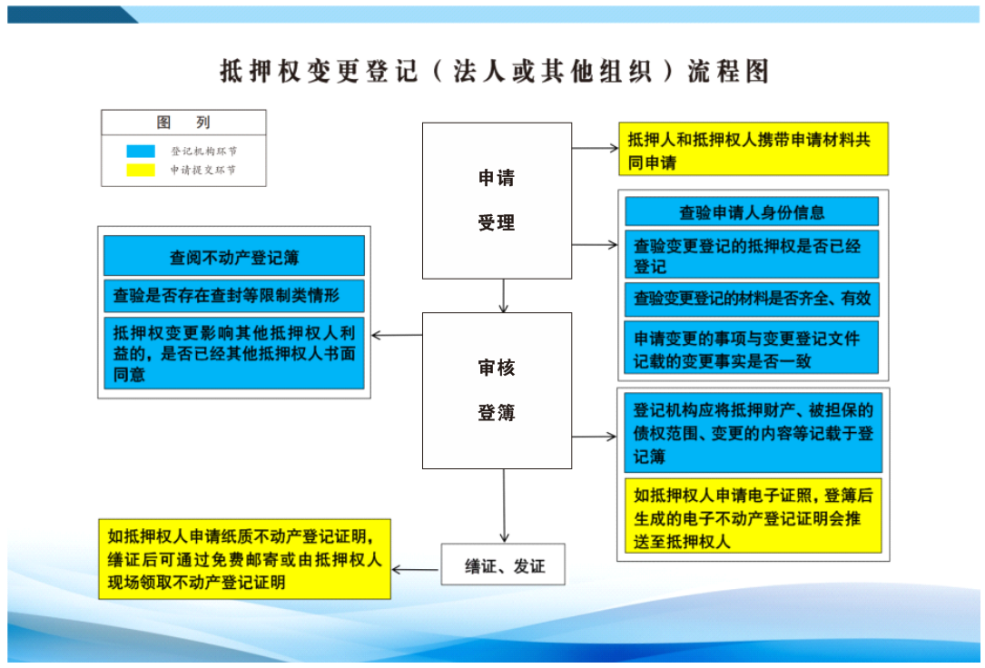 抵押权变更登记（法人或其他组织）流程图
图 列
登记机构环节
申请提交环节
申请
受理
抵押人和抵押权人携带申请材料共
同申请
查验申请人身份信息
查验变更登记的抵押权是否已经
登记
查验变更登记的材料是否齐全、有效
申请变更的事项与变更登记文件
记载的变更事实是否一致
查阅不动产登记簿
查验是否存在查封等限制类情形
抵押权变更影响其他抵押权人利
益的，是否已经其他抵押权人书面
同意
审核
登簿
登记机构应将抵押财产、被担保的
债权范围、变更的内容等记载于登
记簿
如抵押权人申请电子证照，登簿后
生成的电子不动产登记证明会推
送至抵押权人
如抵押权人申请纸质不动产登记证明，
缮证后可通过免费邮寄或由抵押权人
现场领取不动产登记证明
缮证、发证